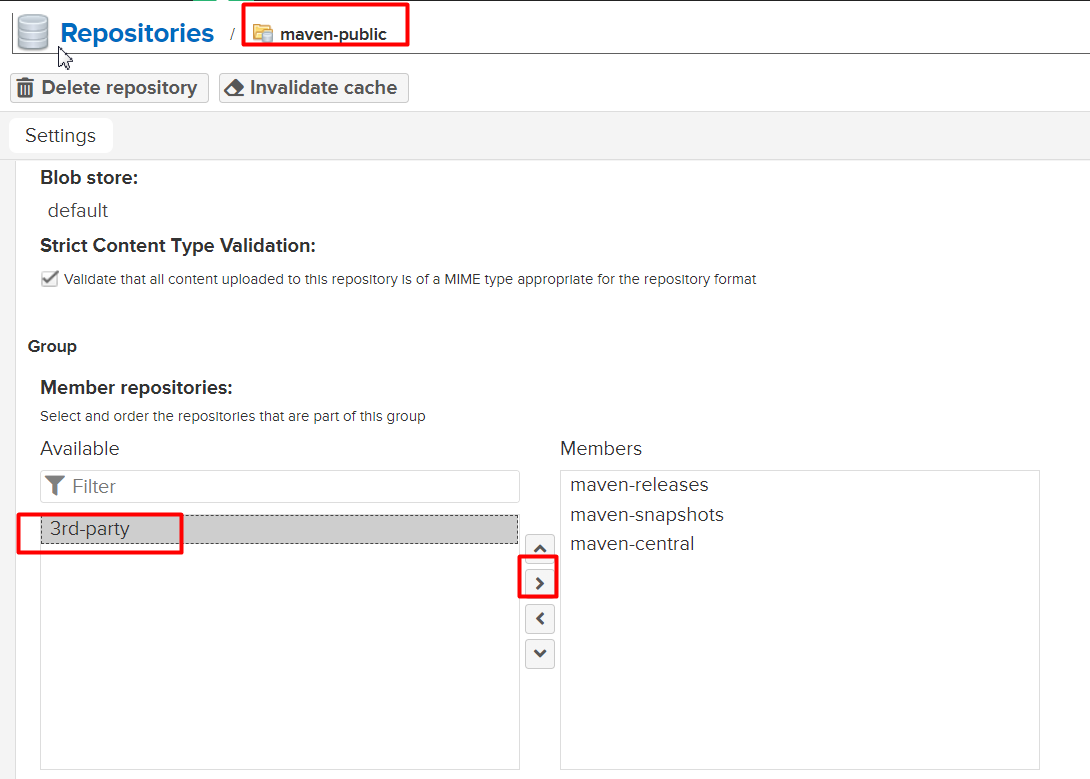 Repositories / maven-public
Delete repository Invalidate cache
Settings
Blob store:
default
Strict Content Type Validation:
Validate that all content uploaded to this repository is of a MIME type appropriate for the repository format
Group
Member repositories:
Select and order the repositories that are part of this group
Available Members
Filter
3rd-party
maven-releases
maven-snapshots
maven-central